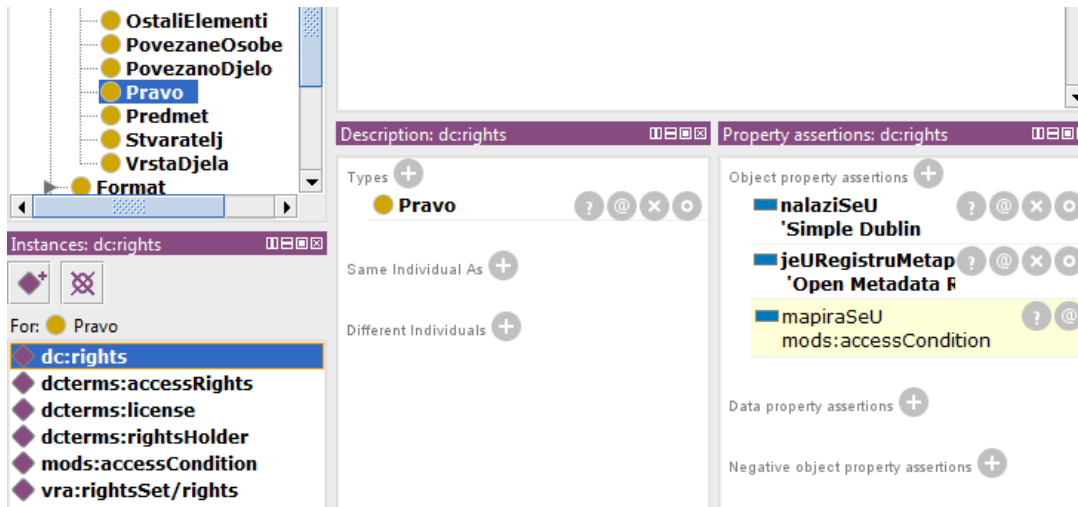 OstaliElementi
PovezaneOsobe
PovezanoDjelo
Pravo
Predmet
Stvaratelj
VrstaDjela
Format
Instances: dc:rights
For: Pravo
dc:rights
dcterms:accessRights
dcterms:license
dcterms:rightsHolder
mods:accessCondition
vra:rightsSet/rights
Description: dc:rights
Types
Pravo
Same Individual As
Different Individuals
Property assertions: dc:rights
Object property assertions
nalaziSeU
'Simple Dublin
jeURegistruMetap
'Open Metadata R
mapiraSeU
mods:accessCondition
Data property assertions
Negative object property assertions